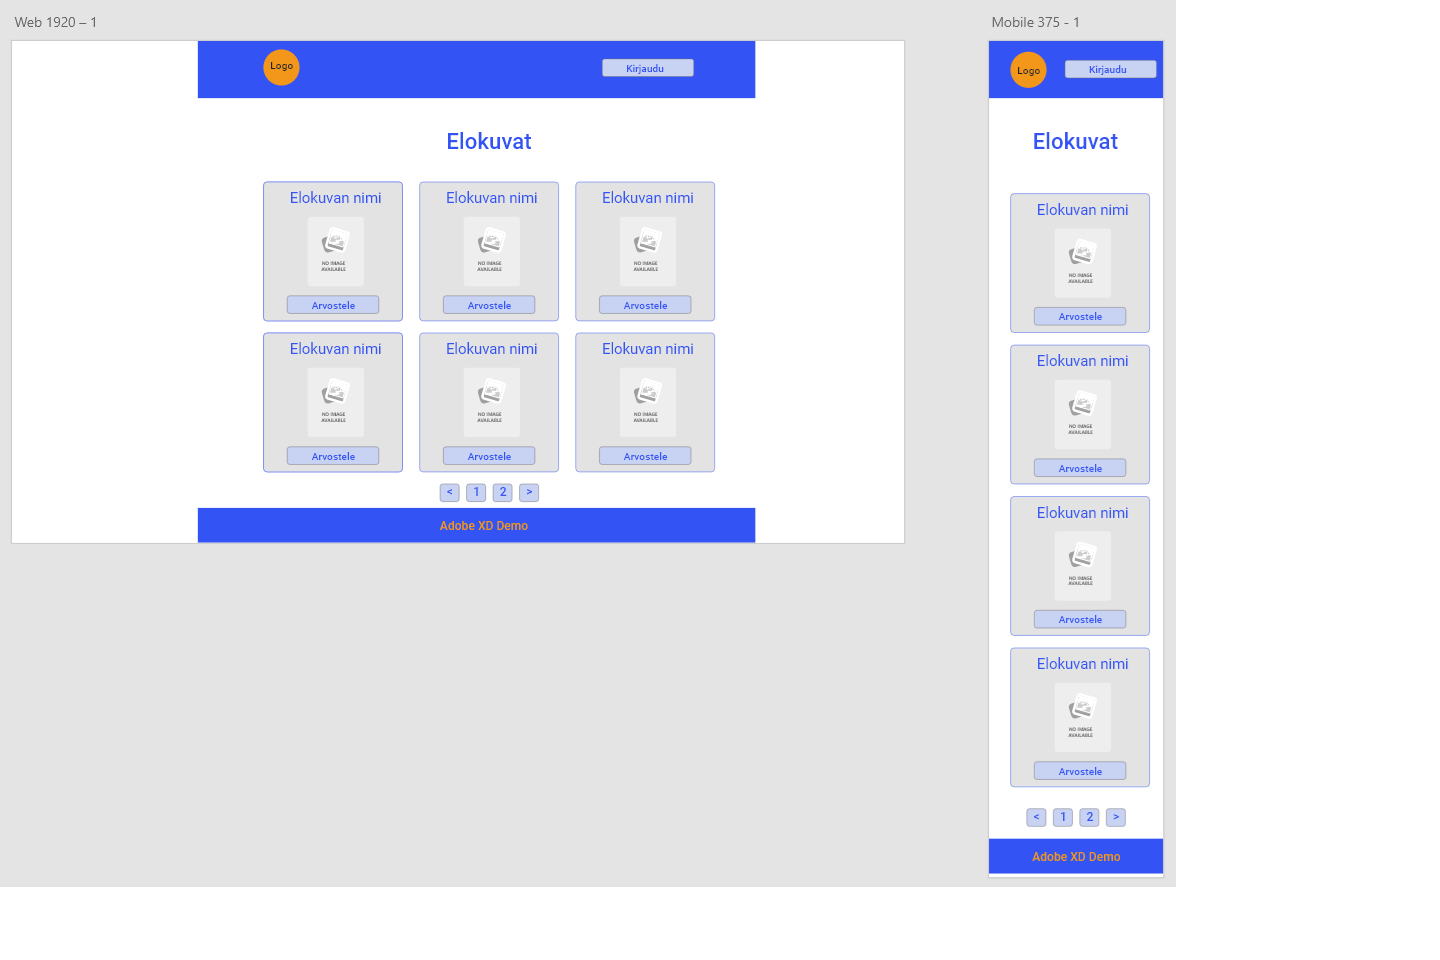 Web 1920 – 1
Logo
Kirjaudu
Elokuvat
Elokuvan nimi
NO IMAGE
AVAILABLE
Arvostele
Elokuvan nimi
NO IMAGE
AVAILABLE
Arvostele
Elokuvan nimi
NO IMAGE
AVAILABLE
Arvostele
Elokuvan nimi
NO IMAGE
AVAILABLE
Arvostele
Elokuvan nimi
NO IMAGE
AVAILABLE
Arvostele
Elokuvan nimi
NO IMAGE
AVAILABLE
Arvostele
< 1 2 >
Adobe XD Demo
Mobile 375 - 1
Logo
Kirjaudu
Elokuvat
Elokuvan nimi
NO IMAGE
AVAILABLE
Arvostele
Elokuvan nimi
NO IMAGE
AVAILABLE
Arvostele
Elokuvan nimi
NO IMAGE
AVAILABLE
Arvostele
Elokuvan nimi
NO IMAGE
AVAILABLE
Arvostele
< 1 2 >
Adobe XD Demo